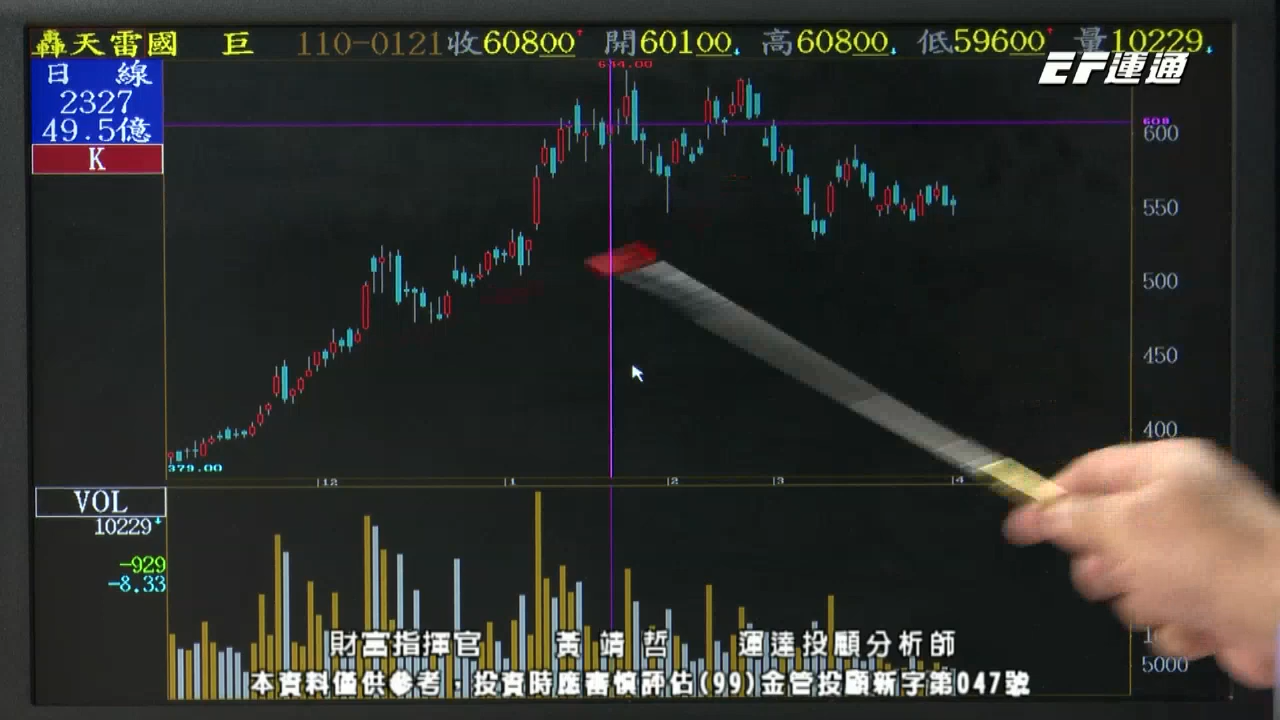 轟天雷國 巨 110-0121收60800↑ 開60100↓ 高60800↓ 低59600↑ 量10229↓
EF運通
日 線
2327
49.5億
K
634.00
608
600
550
500
450
400
379.00
12 1 2 3 4
VOL
10229↓
-929
-8.33
5000
財富指揮官 黃靖哲 運達投顧分析師
本資料僅供參考，投資時應審慎評估(99)金管投顧新字第047號